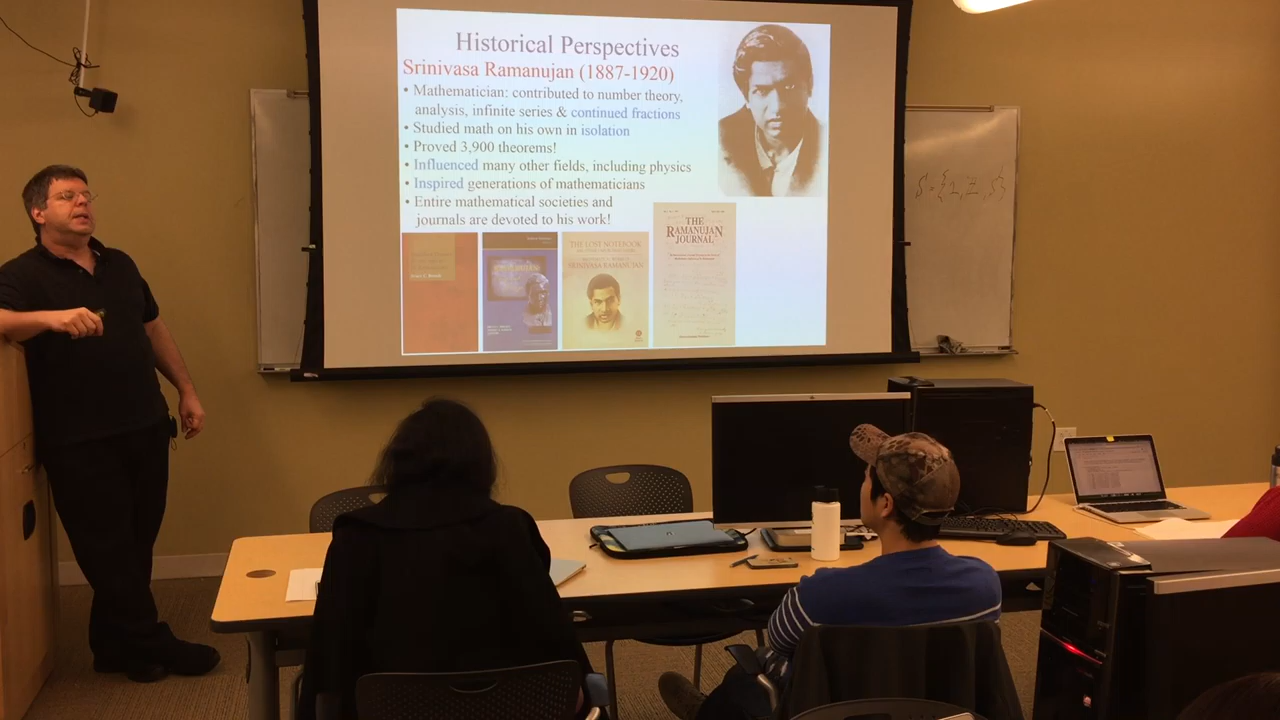 Historical Perspectives
Srinivasa Ramanujan (1887-1920)
• Mathematician: contributed to number theory,
analysis, infinite series & continued fractions
• Studied math on his own in isolation
• Proved 3,900 theorems!
• Influenced many other fields, including physics
• Inspired generations of mathematicians
• Entire mathematical societies and
journals are devoted to his work!
THE LOST NOTEBOOK
SRINIVASA RAMANUJAN
THE
RAMANUJAN
JOURNAL